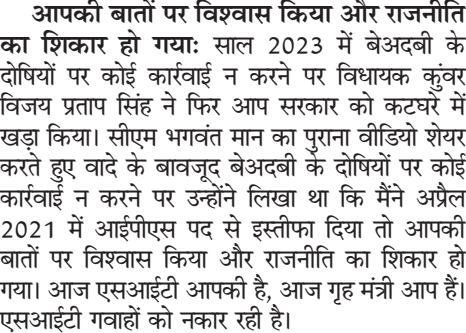 आपकी बातों पर विश्वास किया और राजनीति
का शिकार हो गयाः साल 2023 में बेअदबी के
दोषियों पर कोई कार्रवाई न करने पर विधायक कुंवर
विजय प्रताप सिंह ने फिर आप सरकार को कटघरे में
खड़ा किया। सीएम भगवंत मान का पुराना वीडियो शेयर
करते हुए वादे के बावजूद बेअदबी के दोषियों पर कोई
कार्रवाई न करने पर उन्होंने लिखा था कि मैंने अप्रैल
2021 में आईपीएस पद से इस्तीफा दिया तो आपकी
बातों पर विश्वास किया और राजनीति का शिकार हो
गया। आज एसआईटी आपकी है, आज गृह मंत्री आप हैं।
एसआईटी गवाहों को नकार रही है।